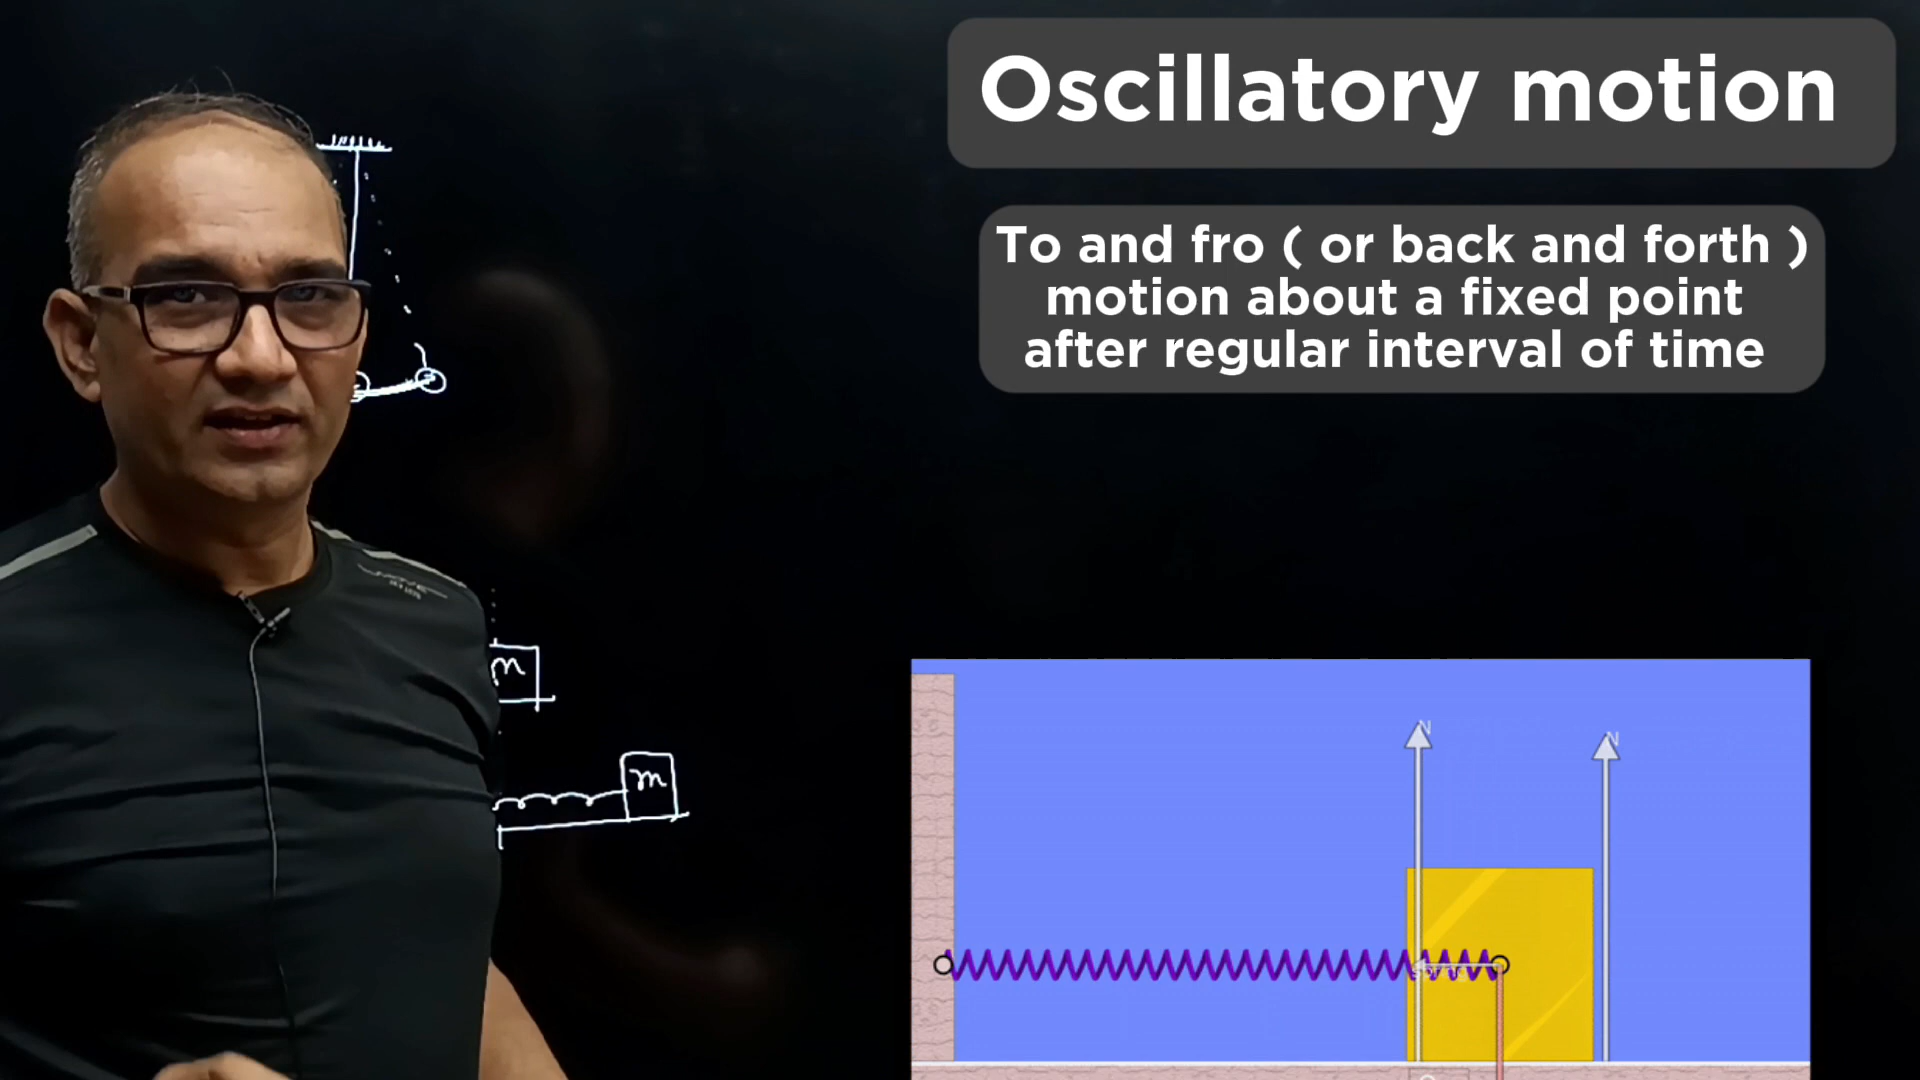 Oscillatory motion
To and fro ( or back and forth )
motion about a fixed point
after regular interval of time
m
m
N
N